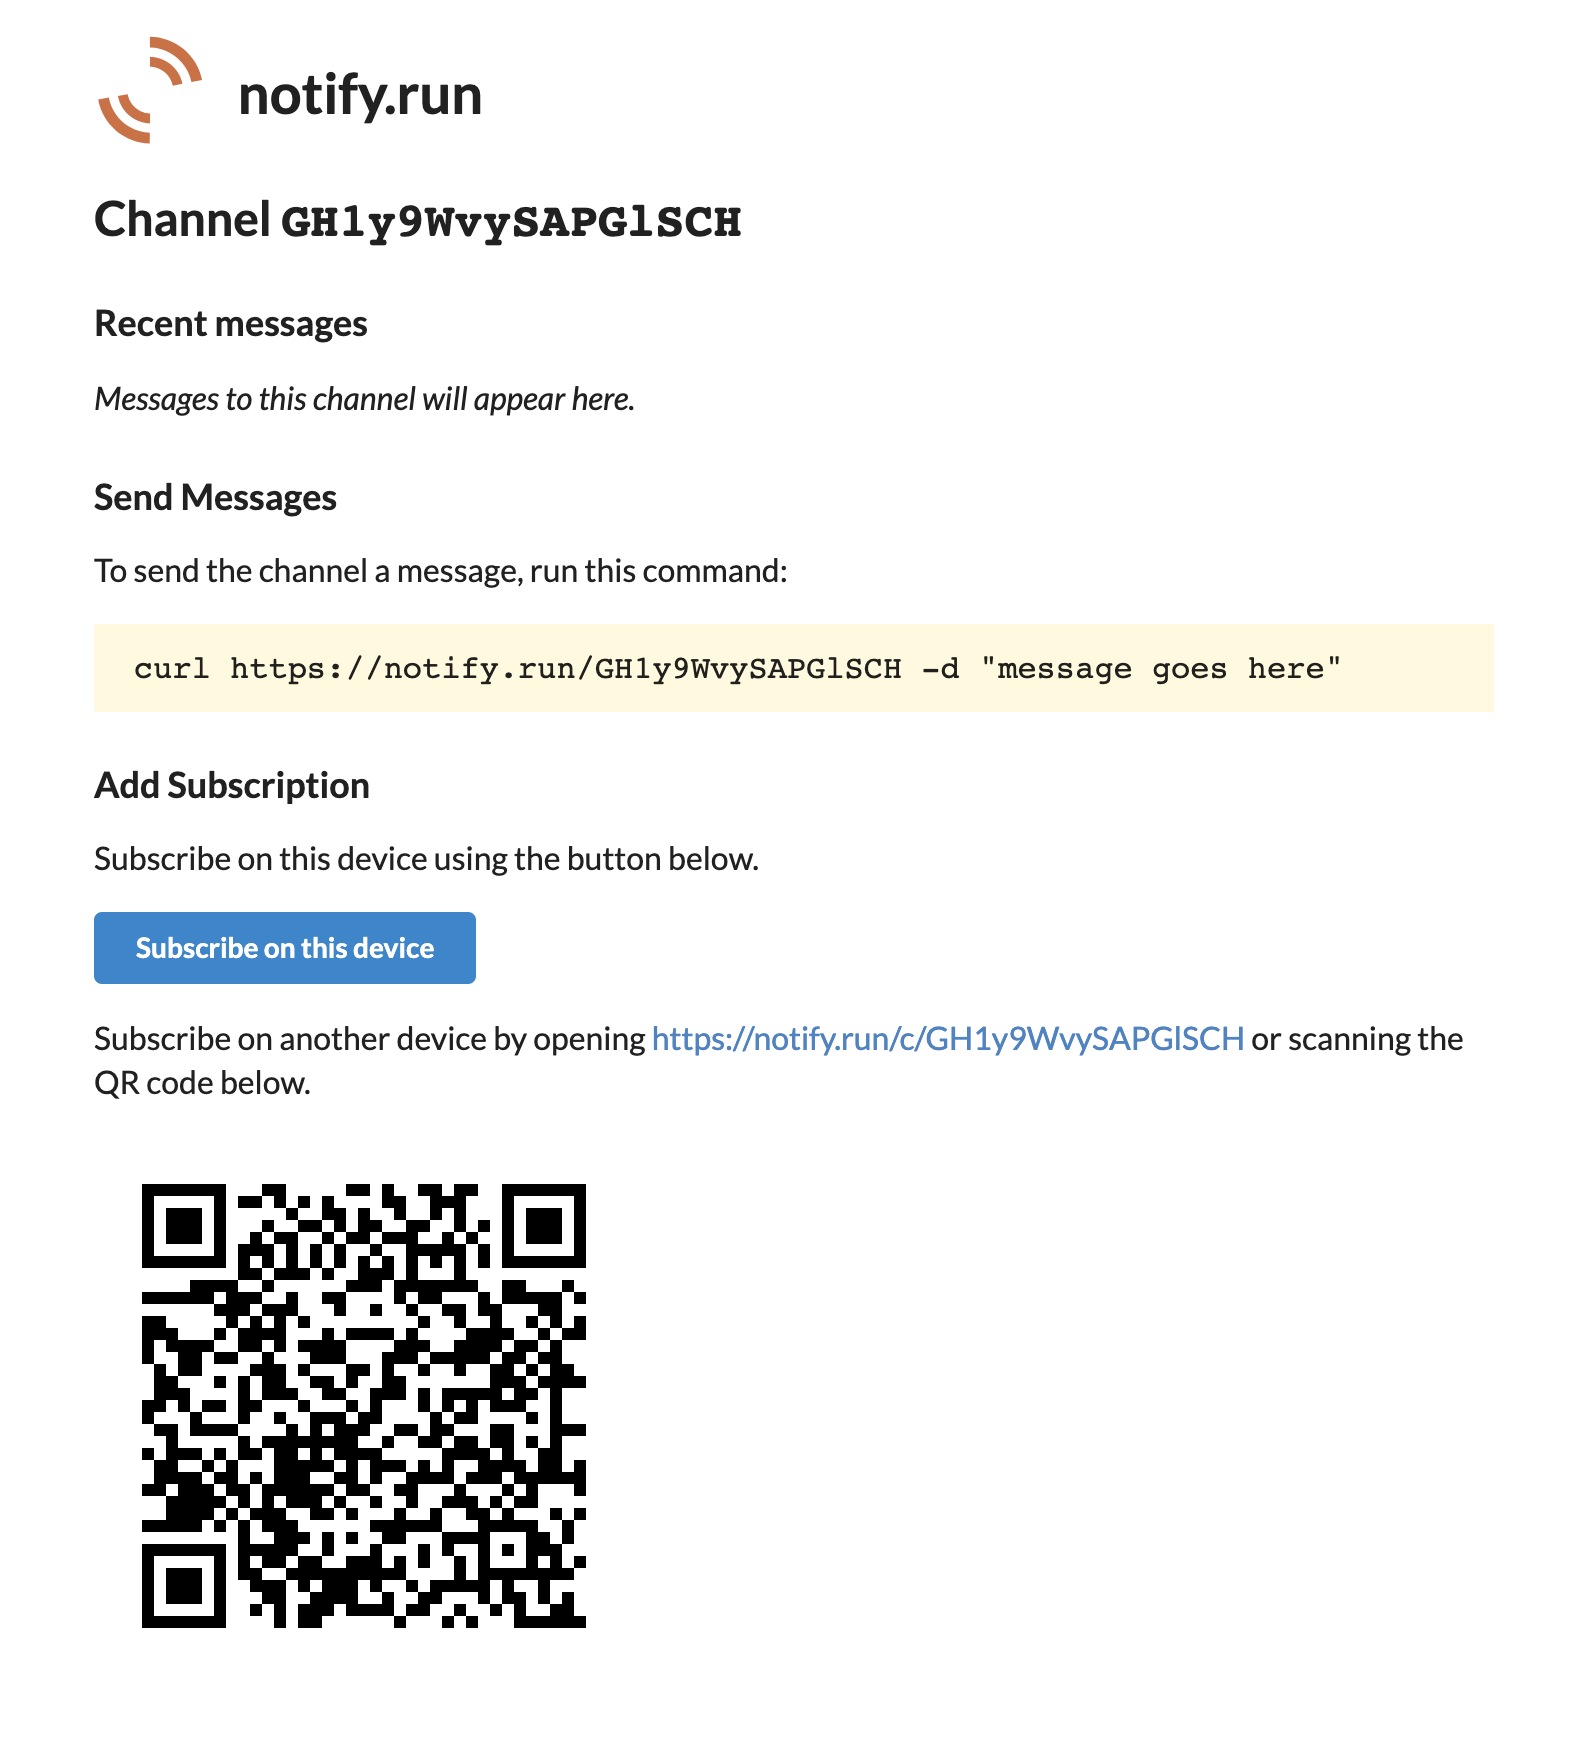 notify.run
Channel GH1y9WvySAPGlSCH
Recent messages
Messages to this channel will appear here.
Send Messages
To send the channel a message, run this command:
curl https://notify.run/GH1y9WvySAPGlSCH -d "message goes here"
Add Subscription
Subscribe on this device using the button below.
Subscribe on this device
Subscribe on another device by opening https://notify.run/c/GH1y9WvySAPGlSCH or scanning the
QR code below.